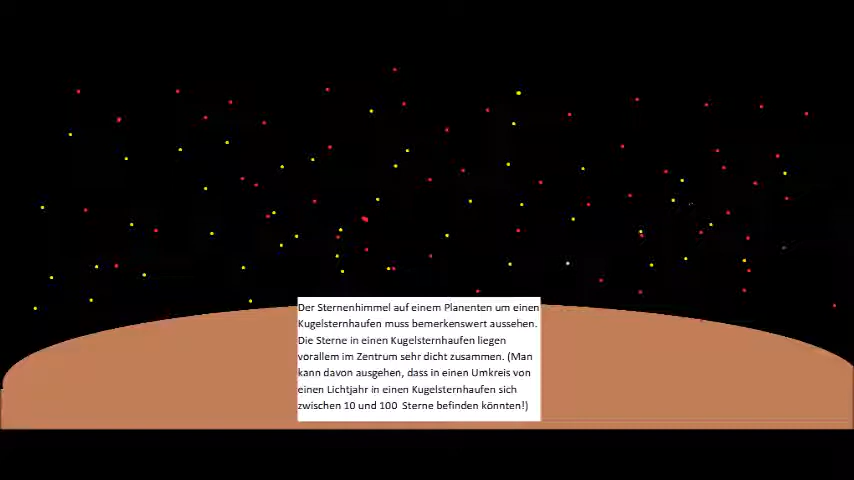 Der Sternenhimmel auf einem Planenten um einen
Kugelsternhaufen muss bemerkenswert aussehen.
Die Sterne in einen Kugelsternhaufen liegen
vorallem im Zentrum sehr dicht zusammen. (Man
kann davon ausgehen, dass in einen Umkreis von
einen Lichtjahr in einen Kugelsternhaufen sich
zwischen 10 und 100 Sterne befinden könnten!)